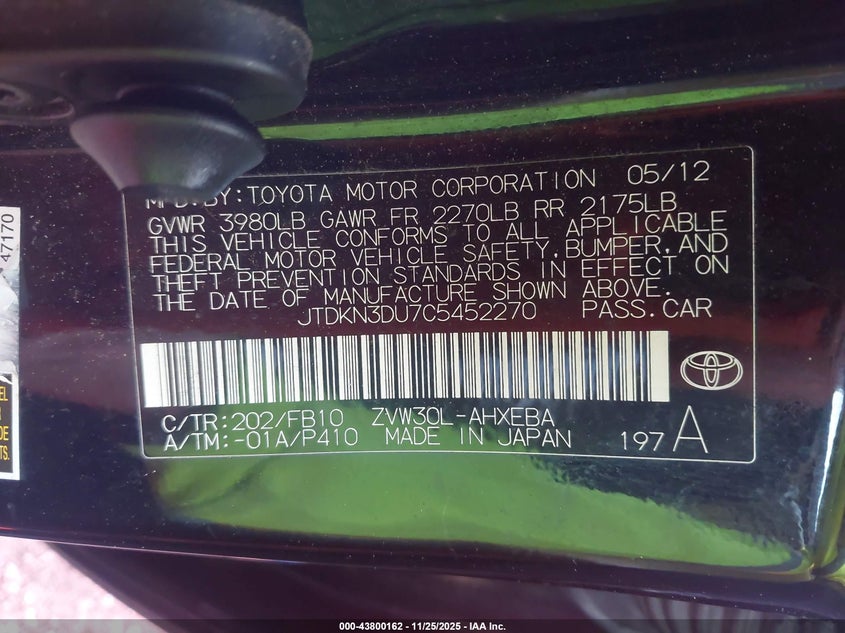 MFD.BY:TOYOTA MOTOR CORPORATION 05/12
GVWR 3980LB GAWR FR 2270LB RR 2175LB
THIS VEHICLE CONFORMS TO ALL APPLICABLE
FEDERAL MOTOR VEHICLE SAFETY,BUMPER,AND
THEFT PREVENTION STANDARDS IN EFFECT ON
THE DATE OF MANUFACTURE SHOWN ABOVE.
JTDKN3DU7C5452270 PASS.CAR
C/TR:202/FB10 ZVW30L-AHXEBA
A/TM:-01A/P410 MADE IN JAPAN 197A
47170
000-43800162 - 11/25/2025 - IAA Inc.